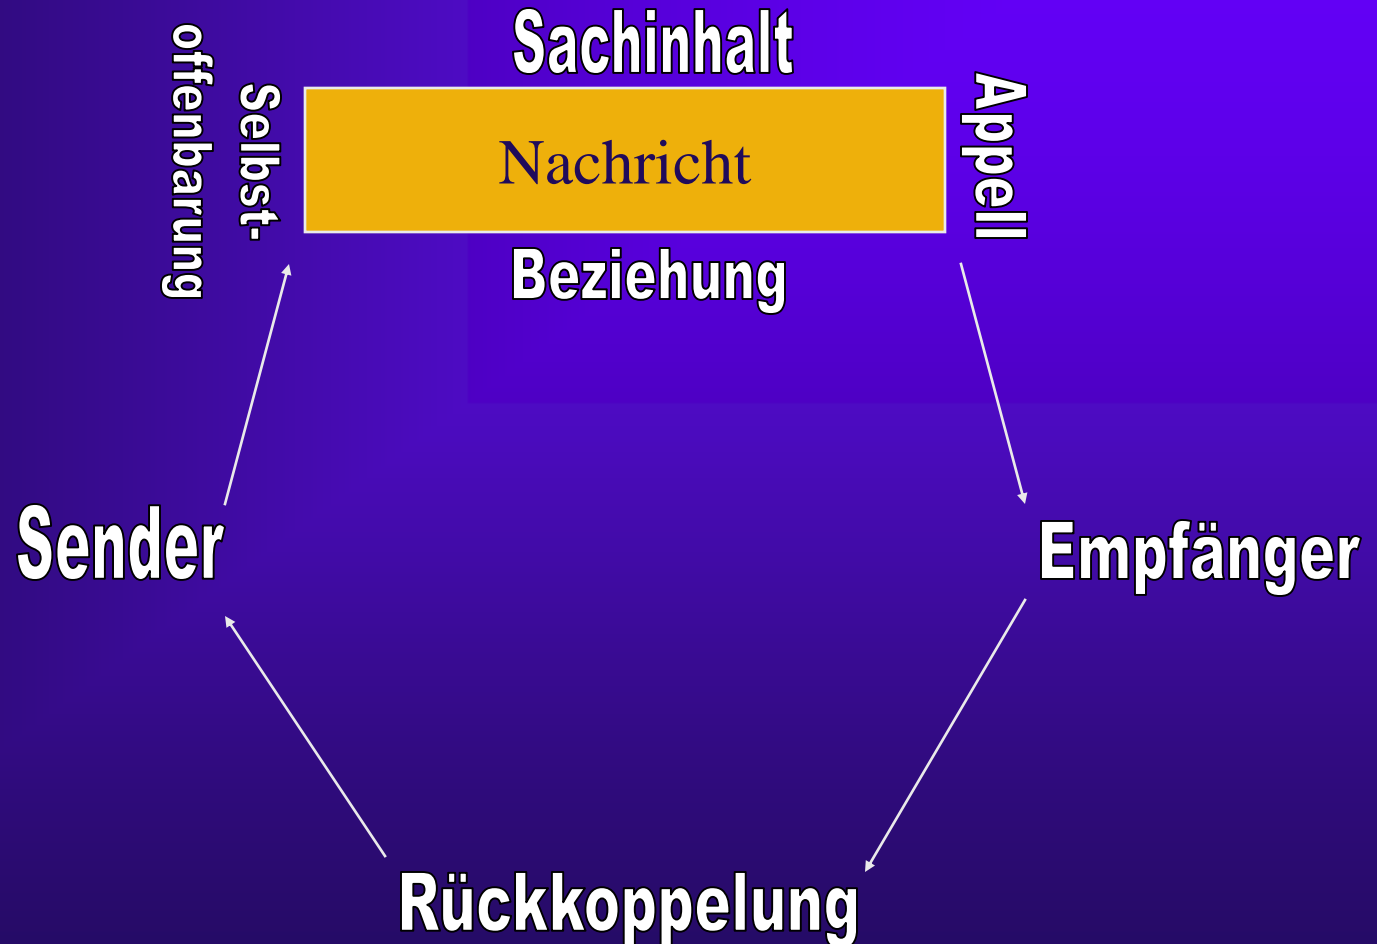 Sachinhalt
Selbst-
offenbarung
Nachricht
Appell
Beziehung
Sender
Empfänger
Rückkoppelung